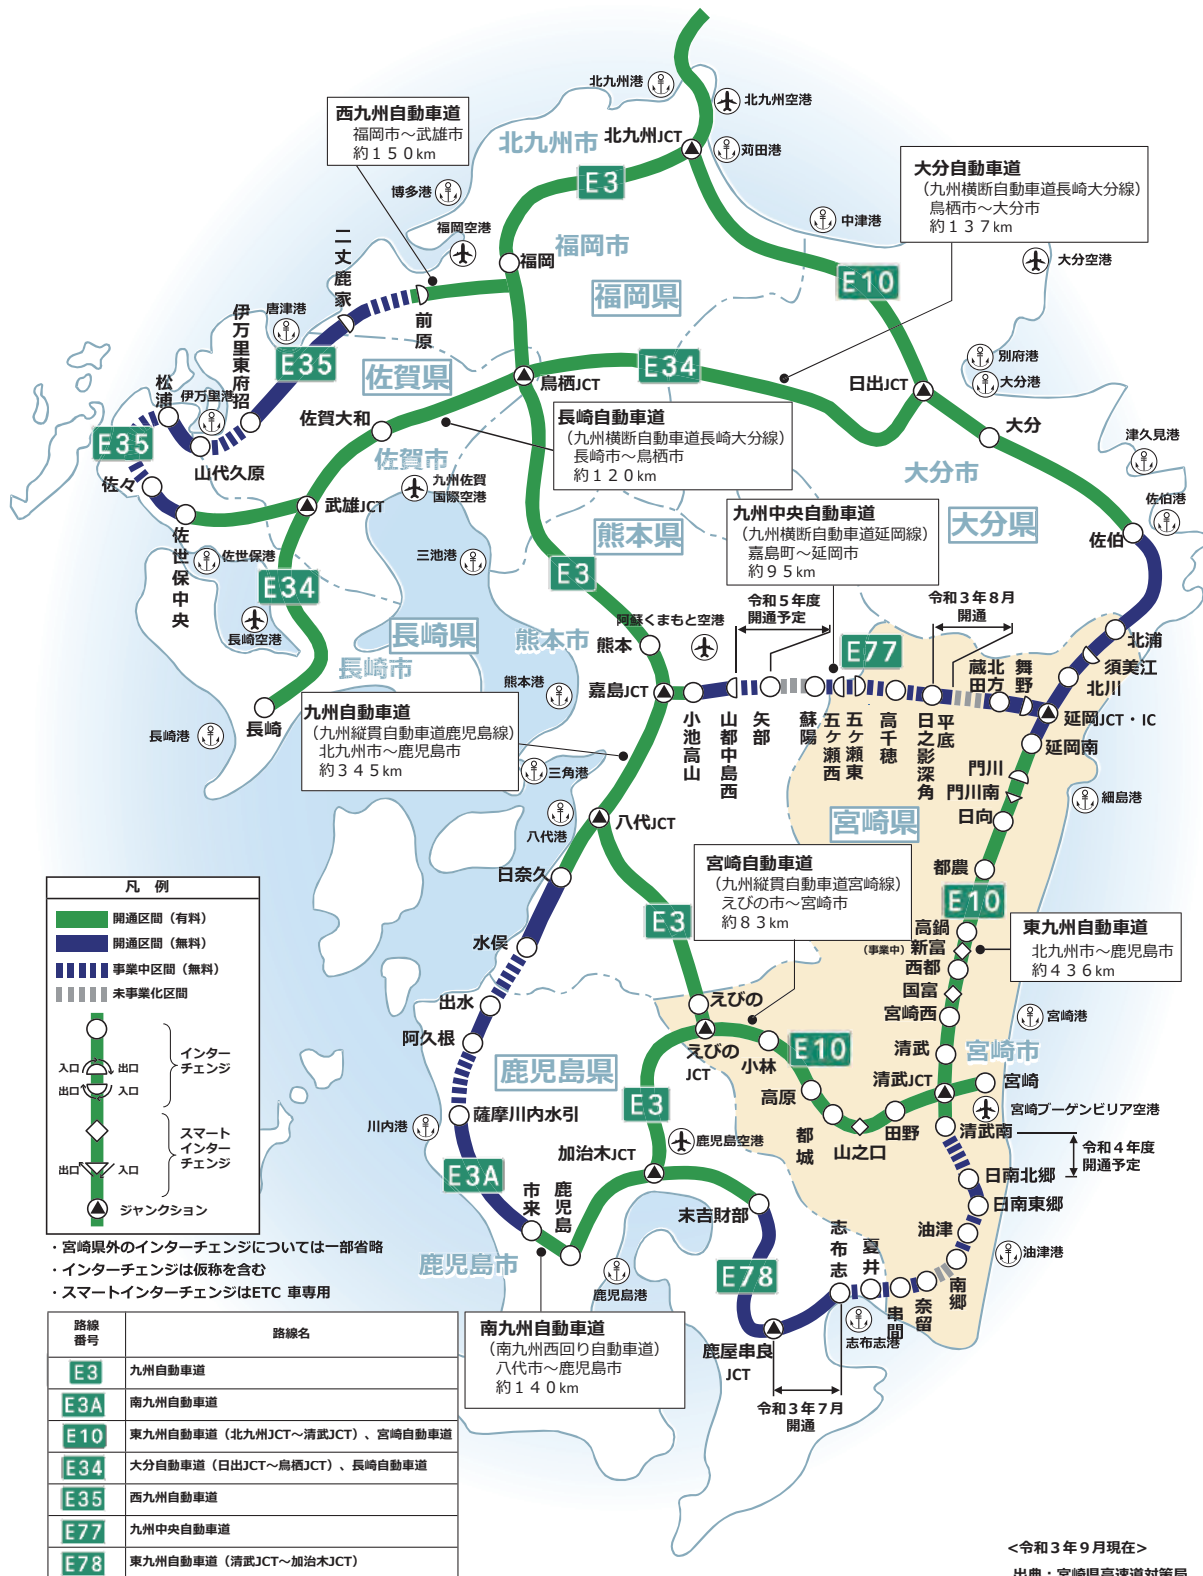 北九州港
北九州空港
西九州自動車道
福岡市～武雄市
約１５０km
北九州市
北九州JCT
苅田港
E3
博多港
大分自動車道
（九州横断自動車道長崎大分線）
鳥栖市～大分市
約１３７km
中津港
福岡空港
福岡市
福岡
二丈鹿家
大分空港
E10
福岡県
前原
唐津港
伊万里東府招
E35
佐賀県
E34
別府港
大分港
鳥栖JCT
日出JCT
松浦
伊万里港
佐賀大和
長崎自動車道
（九州横断自動車道長崎大分線）
長崎市～鳥栖市
約１２０km
大分
E35
山代久原
佐賀市
大分市
津久見港
佐々
九州佐賀
国際空港
武雄JCT
佐伯港
九州中央自動車道
（九州横断自動車道延岡線）
嘉島町～延岡市
約９５km
大分県
熊本県
佐伯
佐世保中央
佐世保港
三池港
E34
E3
令和５年度
開通予定
令和３年８月
開通
長崎空港
長崎県
熊本市
阿蘇くまもと空港
熊本
E77
北浦
須美江
北川
長崎市
蔵田
北方
舞野
熊本港
嘉島JCT
延岡JCT・IC
長崎
長崎港
九州自動車道
（九州縦貫自動車道鹿児島線）
北九州市～鹿児島市
約３４５km
小池高山
山都中島西
矢部
蘇陽
五ヶ瀬西
五ヶ瀬東
高千穂
日之影深角
平底
延岡南
三角港
門川
門川南
日向
細島港
八代港
八代JCT
宮崎県
日奈久
宮崎自動車道
（九州縦貫自動車道宮崎線）
えびの市～宮崎市
約８３km
都農
凡　例
開通区間（有料）
開通区間（無料）
事業中区間（無料）
未事業化区間
インター
チェンジ
入口
出口
出口
入口
スマート
インター
チェンジ
出口
入口
ジャンクション
E10
E3
高鍋
（事業中）新富
西都
国富
宮崎西
東九州自動車道
北九州市～鹿児島市
約４３６km
水俣
出水
えびの
阿久根
えびの
JCT
小林
E10
宮崎港
清武
宮崎市
鹿児島県
高原
清武JCT
宮崎
E3
都城
山之口
田野
宮崎ブーゲンビリア空港
清武南
薩摩川内水引
川内港
鹿児島空港
加治木JCT
令和４年度
開通予定
E3A
日南北郷
市来
鹿児島
末吉財部
日南東郷
志布志
夏井
油津
油津港
・宮崎県外のインターチェンジについては一部省略
・インターチェンジは仮称を含む
・スマートインターチェンジはETC 車専用
鹿児島市
鹿児島港
E78
串間
奈留
南郷
志布志港
鹿屋串良
JCT
令和３年７月
開通
南九州自動車道
（南九州西回り自動車道）
八代市～鹿児島市
約１４０km
路線
番号
路線名
E3 九州自動車道
E3A 南九州自動車道
E10 東九州自動車道（北九州JCT～清武JCT）、宮崎自動車道
E34 大分自動車道（日出JCT～鳥栖JCT）、長崎自動車道
E35 西九州自動車道
E77 九州中央自動車道
E78 東九州自動車道（清武JCT～加治木JCT）
<令和３年９月現在>
出典：宮崎県高速道対策局